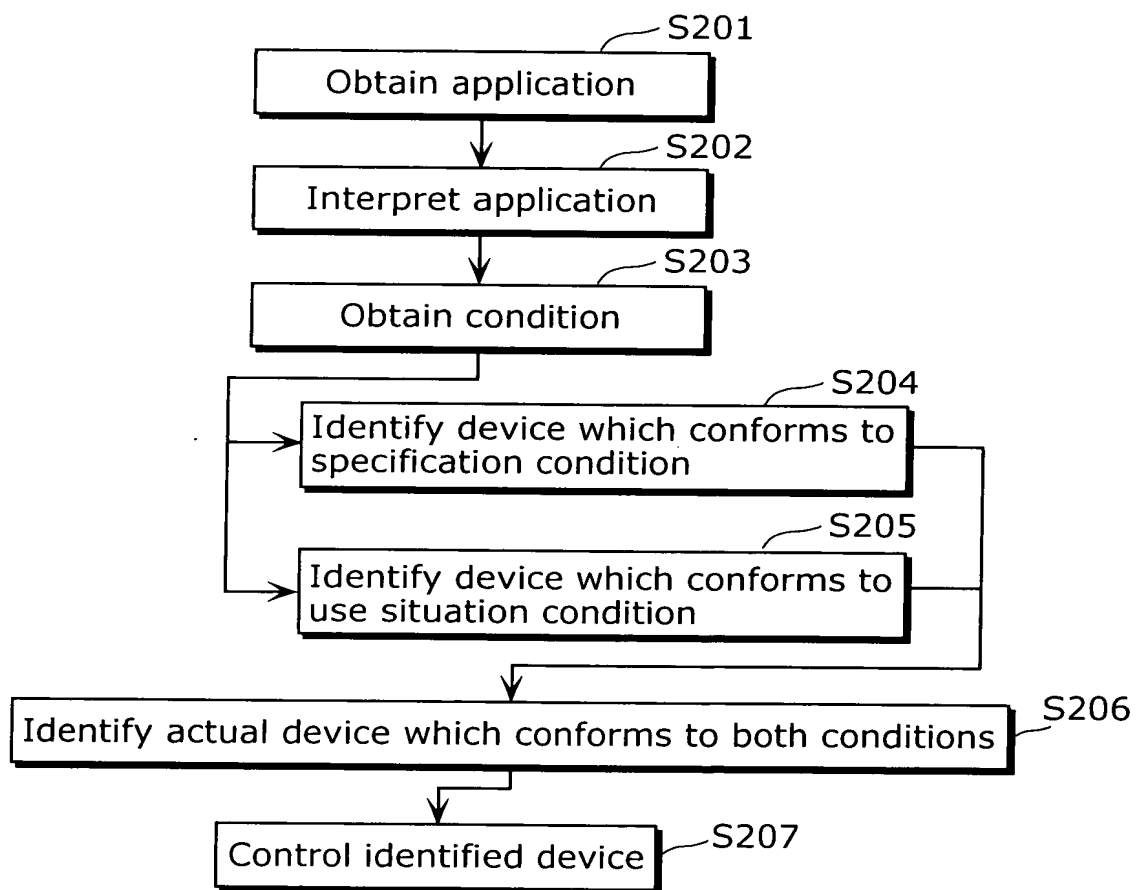 S201
Obtain application
S202
Interpret application
S203
Obtain condition
S204
Identify device which conforms to
specification condition
S205
Identify device which conforms to
use situation condition
S206
Identify actual device which conforms to both conditions
S207
Control identified device